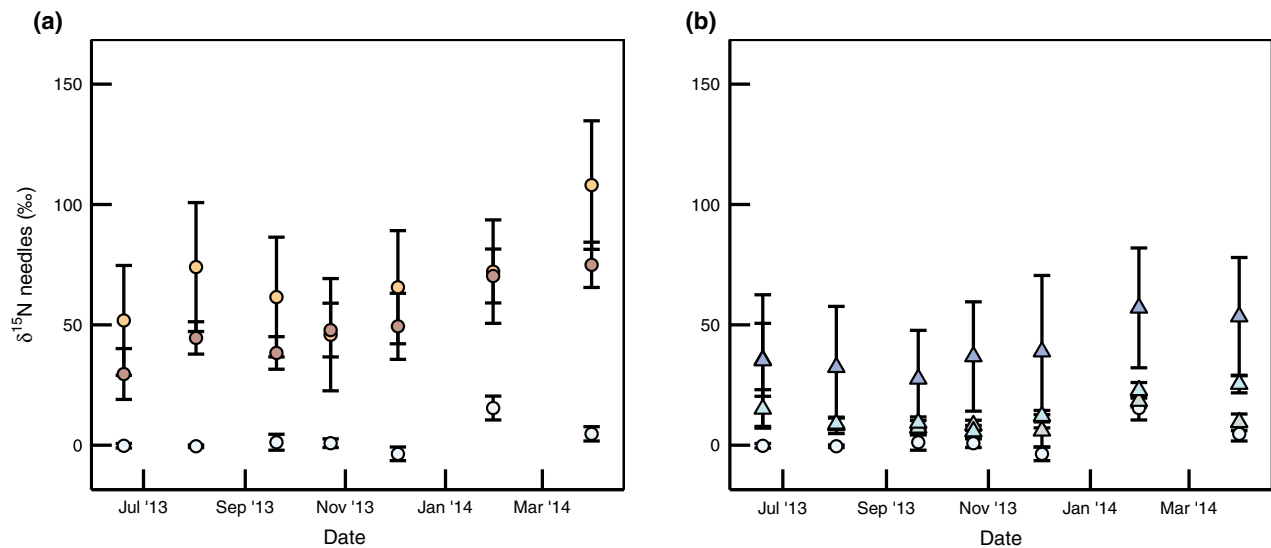 (a)
150
100
50
0
δ15N needles (‰)
Jul '13
Sep '13
Nov '13
Jan '14
Mar '14
Date
(b)
150
100
50
0
Jul '13
Sep '13
Nov '13
Jan '14
Mar '14
Date